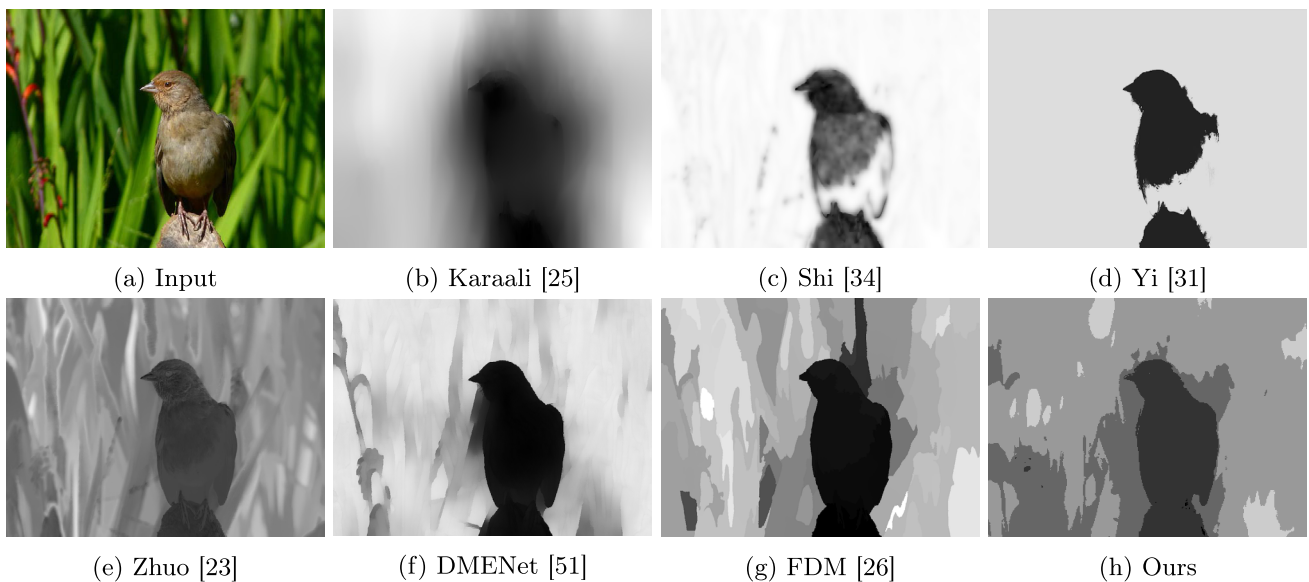 (a) Input
(b) Karaali [25]
(c) Shi [34]
(d) Yi [31]
(e) Zhuo [23]
(f) DMENet [51]
(g) FDM [26]
(h) Ours